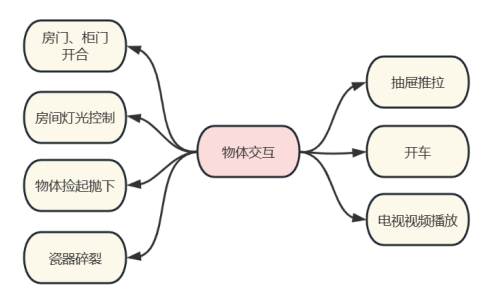 房门、柜门
开合
房间灯光控制
物体捡起抛下
瓷器碎裂
物体交互
抽屉推拉
开车
电视视频播放